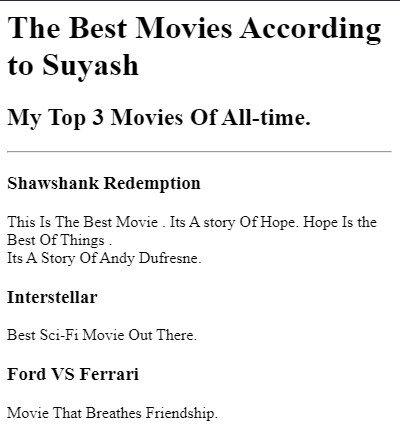 The Best Movies According
to Suyash
My Top 3 Movies Of All-time.
Shawshank Redemption
This Is The Best Movie . Its A story Of Hope. Hope Is the
Best Of Things .
Its A Story Of Andy Dufresne.
Interstellar
Best Sci-Fi Movie Out There.
Ford VS Ferrari
Movie That Breathes Friendship.